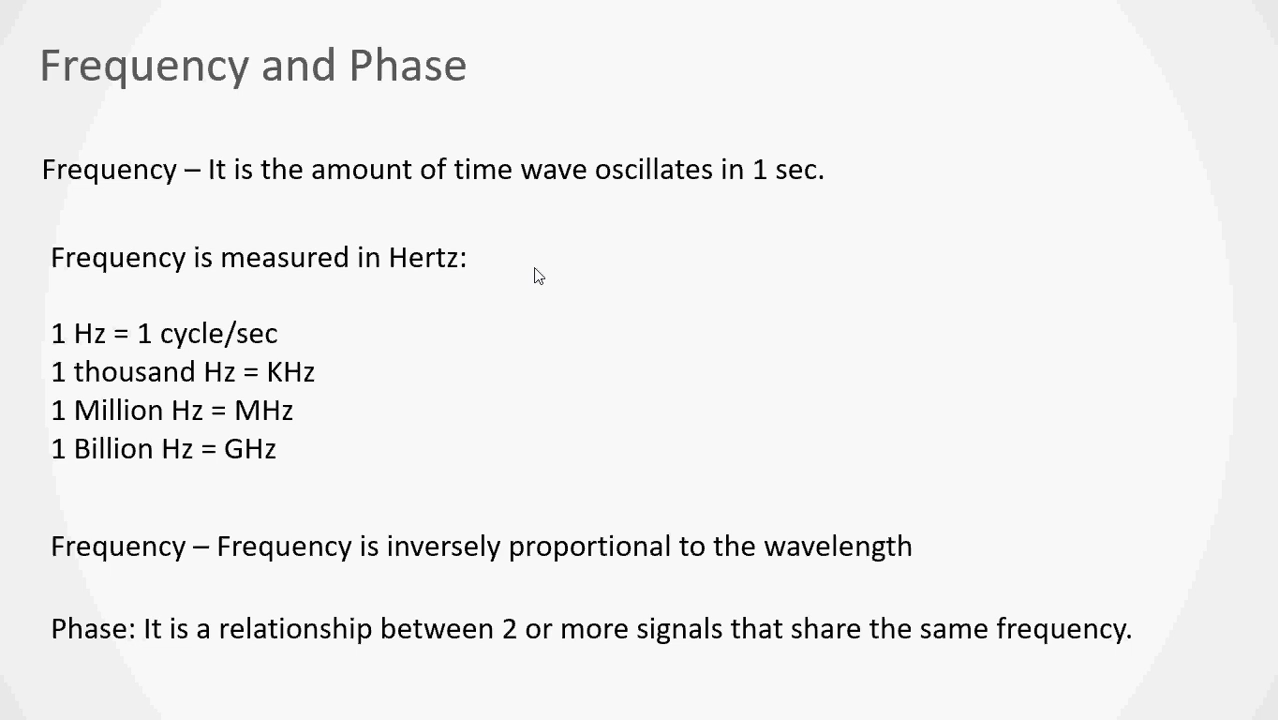 Frequency and Phase
Frequency – It is the amount of time wave oscillates in 1 sec.
Frequency is measured in Hertz:
1 Hz = 1 cycle/sec
1 thousand Hz = KHz
1 Million Hz = MHz
1 Billion Hz = GHz
Frequency – Frequency is inversely proportional to the wavelength
Phase: It is a relationship between 2 or more signals that share the same frequency.